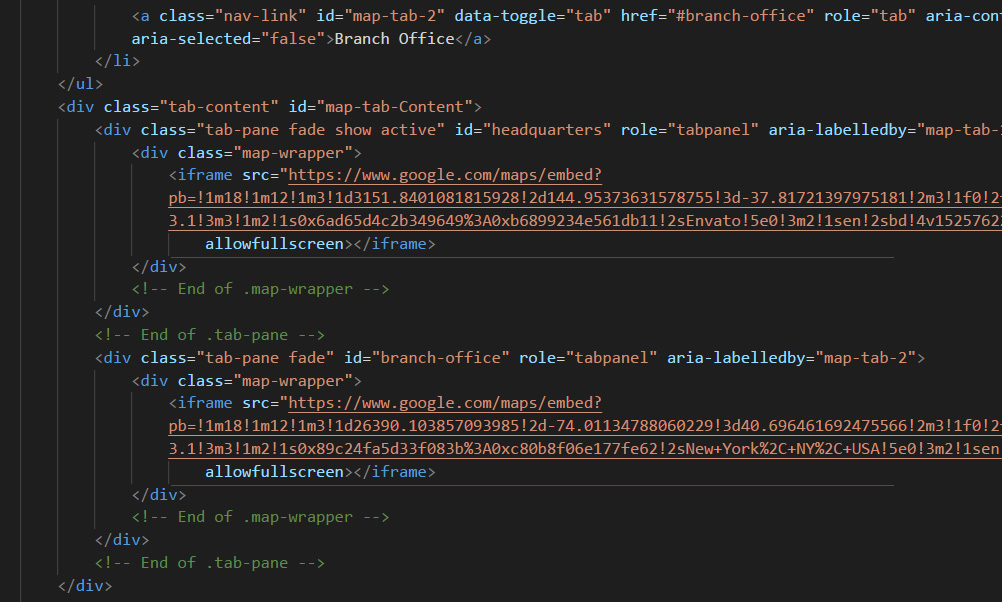 <a class="nav-link" id="map-tab-2" data-toggle="tab" href="#branch-office" role="tab"
aria-selected="false">Branch Office</a>
</li>
</ul>
<div class="tab-content" id="map-tab-Content">
<div class="tab-pane fade show active" id="headquarters" role="tabpanel" aria-labelledby="map-tab-
<div class="map-wrapper">
<iframe src="https://www.google.com/maps/embed?
pb=!1m18!1m12!1m3!1d3151.8401081815928!2d144.95373631578755!3d-37.81721397975181!2m3!1f0!2
3.1!3m3!1m2!1s0x6ad65d4c2b349649%3A0xb6899234e561db11!2sEnvato!5e0!3m2!1sen!2sbd!4v1525762
allowfullscreen></iframe>
</div>
<!-- End of .map-wrapper -->
</div>
<!-- End of .tab-pane -->
<div class="tab-pane fade" id="branch-office" role="tabpanel" aria-labelledby="map-tab-2">
<div class="map-wrapper">
<iframe src="https://www.google.com/maps/embed?
pb=!1m18!1m12!1m3!1d26390.103857093985!2d-74.01134788060229!3d40.696461692475566!2m3!1f0!2
3.1!3m3!1m2!1s0x89c24fa5d33f083b%3A0xc80b8f06e177fe62!2sNew+York%2C+NY%2C+USA!5e0!3m2!1sen
allowfullscreen></iframe>
</div>
<!-- End of .map-wrapper -->
</div>
<!-- End of .tab-pane -->
</div>